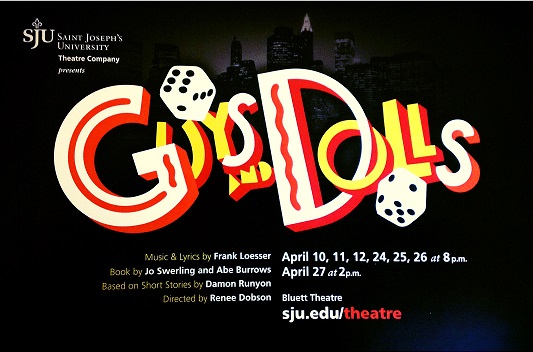 SJU SAINT JOSEPH'S
UNIVERSITY
Theatre Company
presents
GUYS AND DOLLS
Music & Lyrics by Frank Loesser
Book by Jo Swerling and Abe Burrows
Based on Short Stories by Damon Runyon
Directed by Renee Dobson
April 10, 11, 12, 24, 25, 26 at 8 p.m.
April 27 at 2 p.m.
Bluett Theatre
sju.edu/theatre